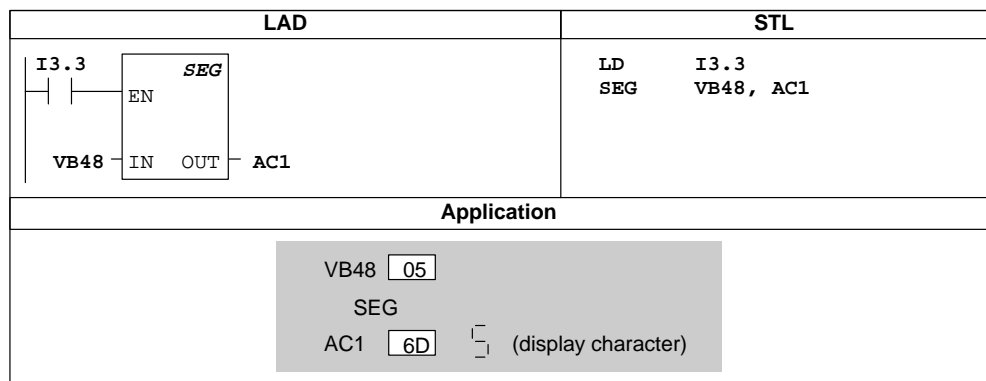 LAD STL
I3.3 SEG LD I3.3
EN SEG VB48, AC1
VB48 IN OUT AC1
Application
VB48 05
SEG
AC1 6D (display character)